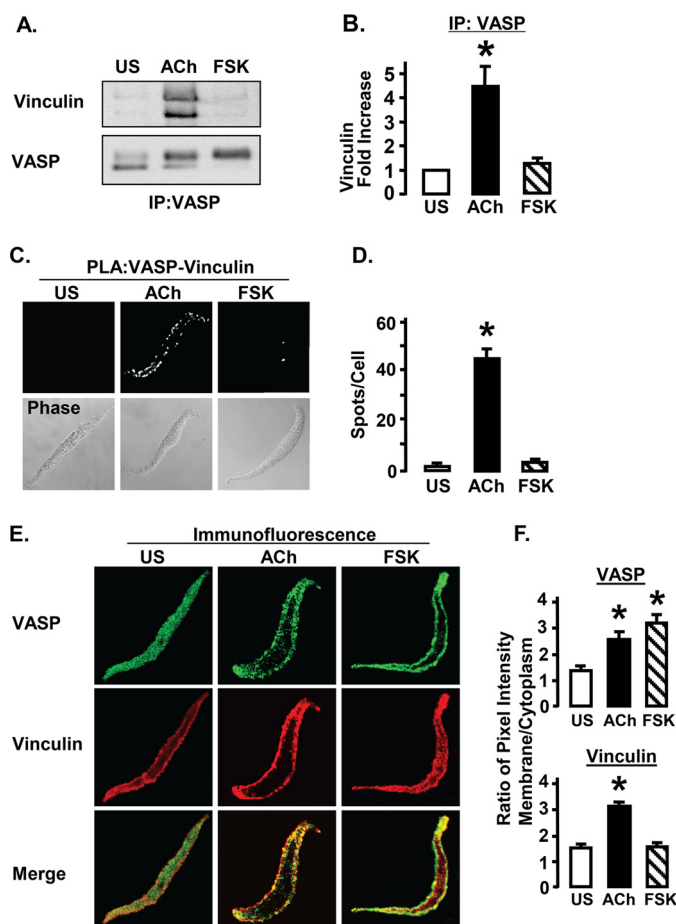 A.
US ACh FSK
Vinculin
VASP
IP:VASP
B.
IP: VASP
*
Vinculin
Fold Increase
5
4
3
2
1
0
US ACh FSK
C.
PLA:VASP-Vinculin
US ACh FSK
Phase
D.
*
Spots/Cell
60
40
20
0
US ACh FSK
E.
Immunofluorescence
US ACh FSK
VASP
Vinculin
Merge
F.
VASP
* *
4
3
2
1
0
US ACh FSK
Ratio of Pixel Intensity
Membrane/Cytoplasm
Vinculin
*
4
3
2
1
0
US ACh FSK